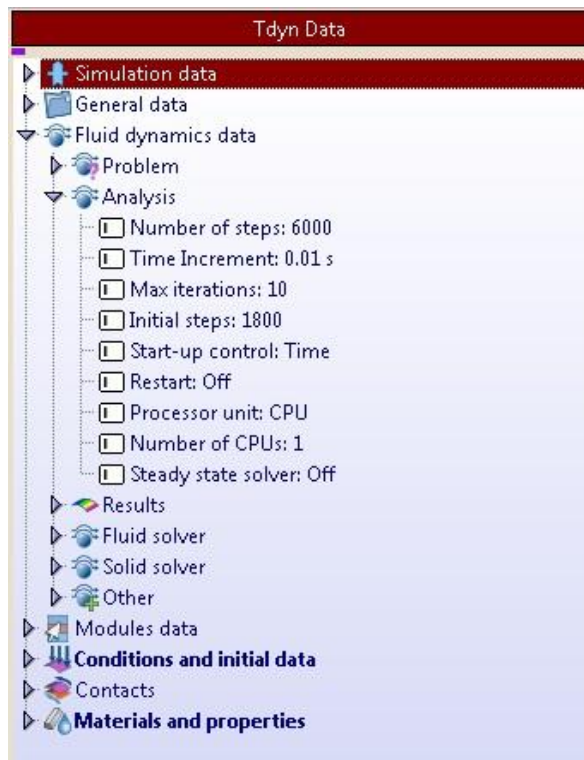 Tdyn Data
Simulation data
General data
Fluid dynamics data
Problem
Analysis
Number of steps: 6000
Time Increment: 0.01 s
Max iterations: 10
Initial steps: 1800
Start-up control: Time
Restart: Off
Processor unit: CPU
Number of CPUs: 1
Steady state solver: Off
Results
Fluid solver
Solid solver
Other
Modules data
Conditions and initial data
Contacts
Materials and properties